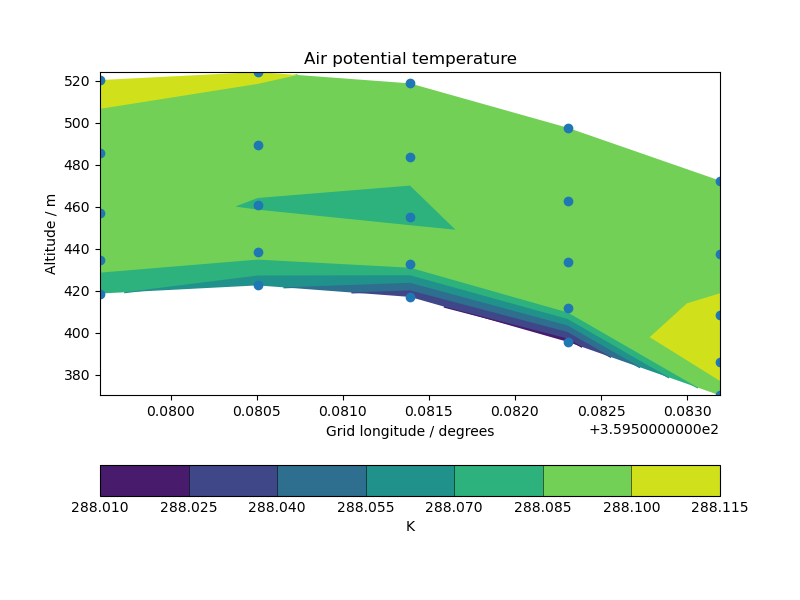 Air potential temperature
Altitude / m
520
500
480
460
440
420
400
380
0.0800 0.0805 0.0810 0.0815 0.0820 0.0825 0.0830
Grid longitude / degrees
+3.5950000000e2
288.010 288.025 288.040 288.055 288.070 288.085 288.100 288.115
K